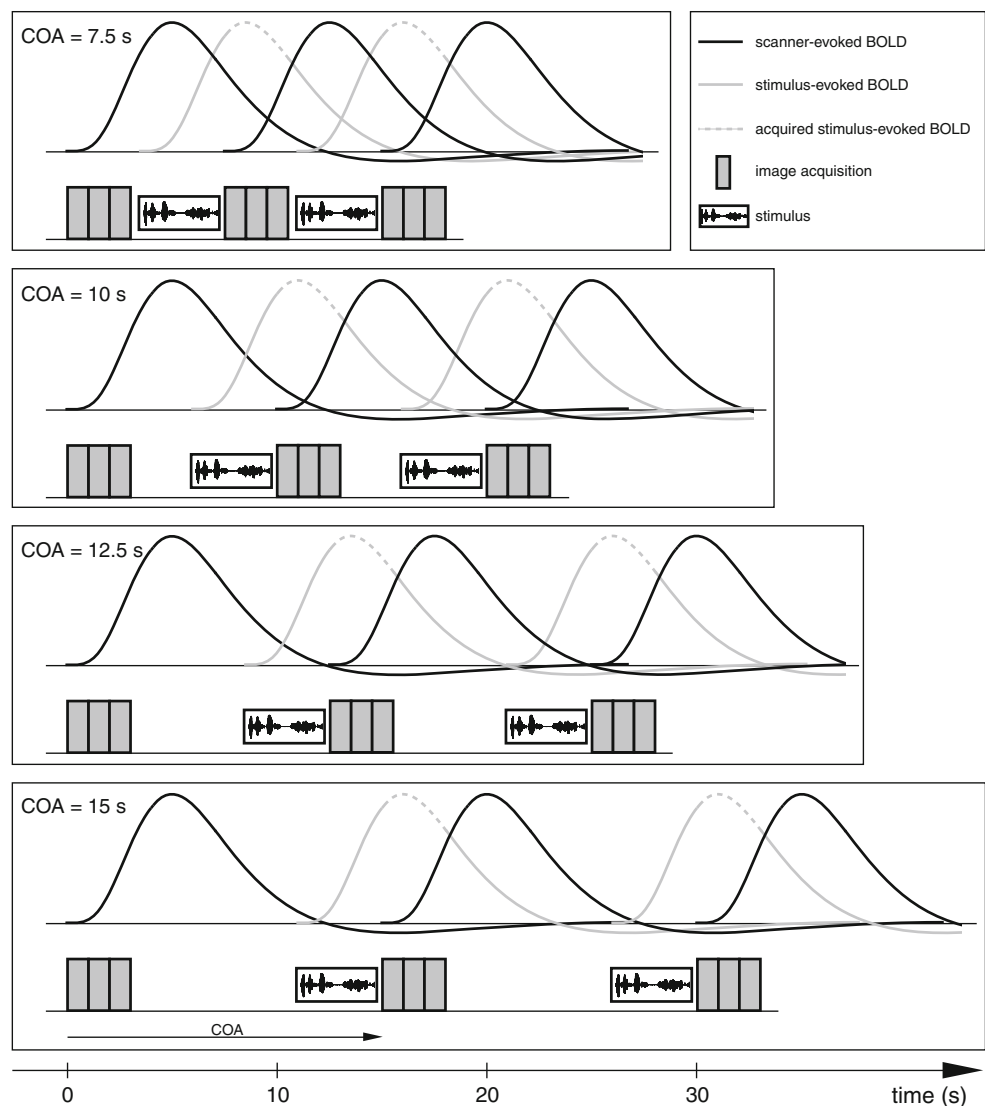 COA = 7.5 s
scanner-evoked BOLD
stimulus-evoked BOLD
acquired stimulus-evoked BOLD
image acquisition
stimulus
COA = 10 s
COA = 12.5 s
COA = 15 s
COA
0 10 20 30 time (s)